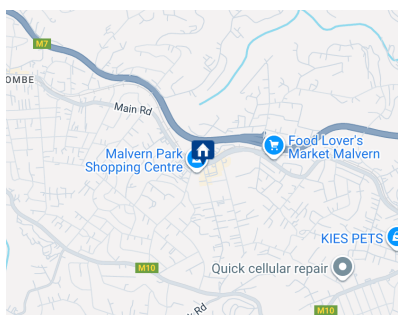 M7
OMBE
Main Rd
Malvern Park
Shopping Centre
Food Lover's
Market Malvern
KIES PETS
M10
Quick cellular repair
M10
k Rd